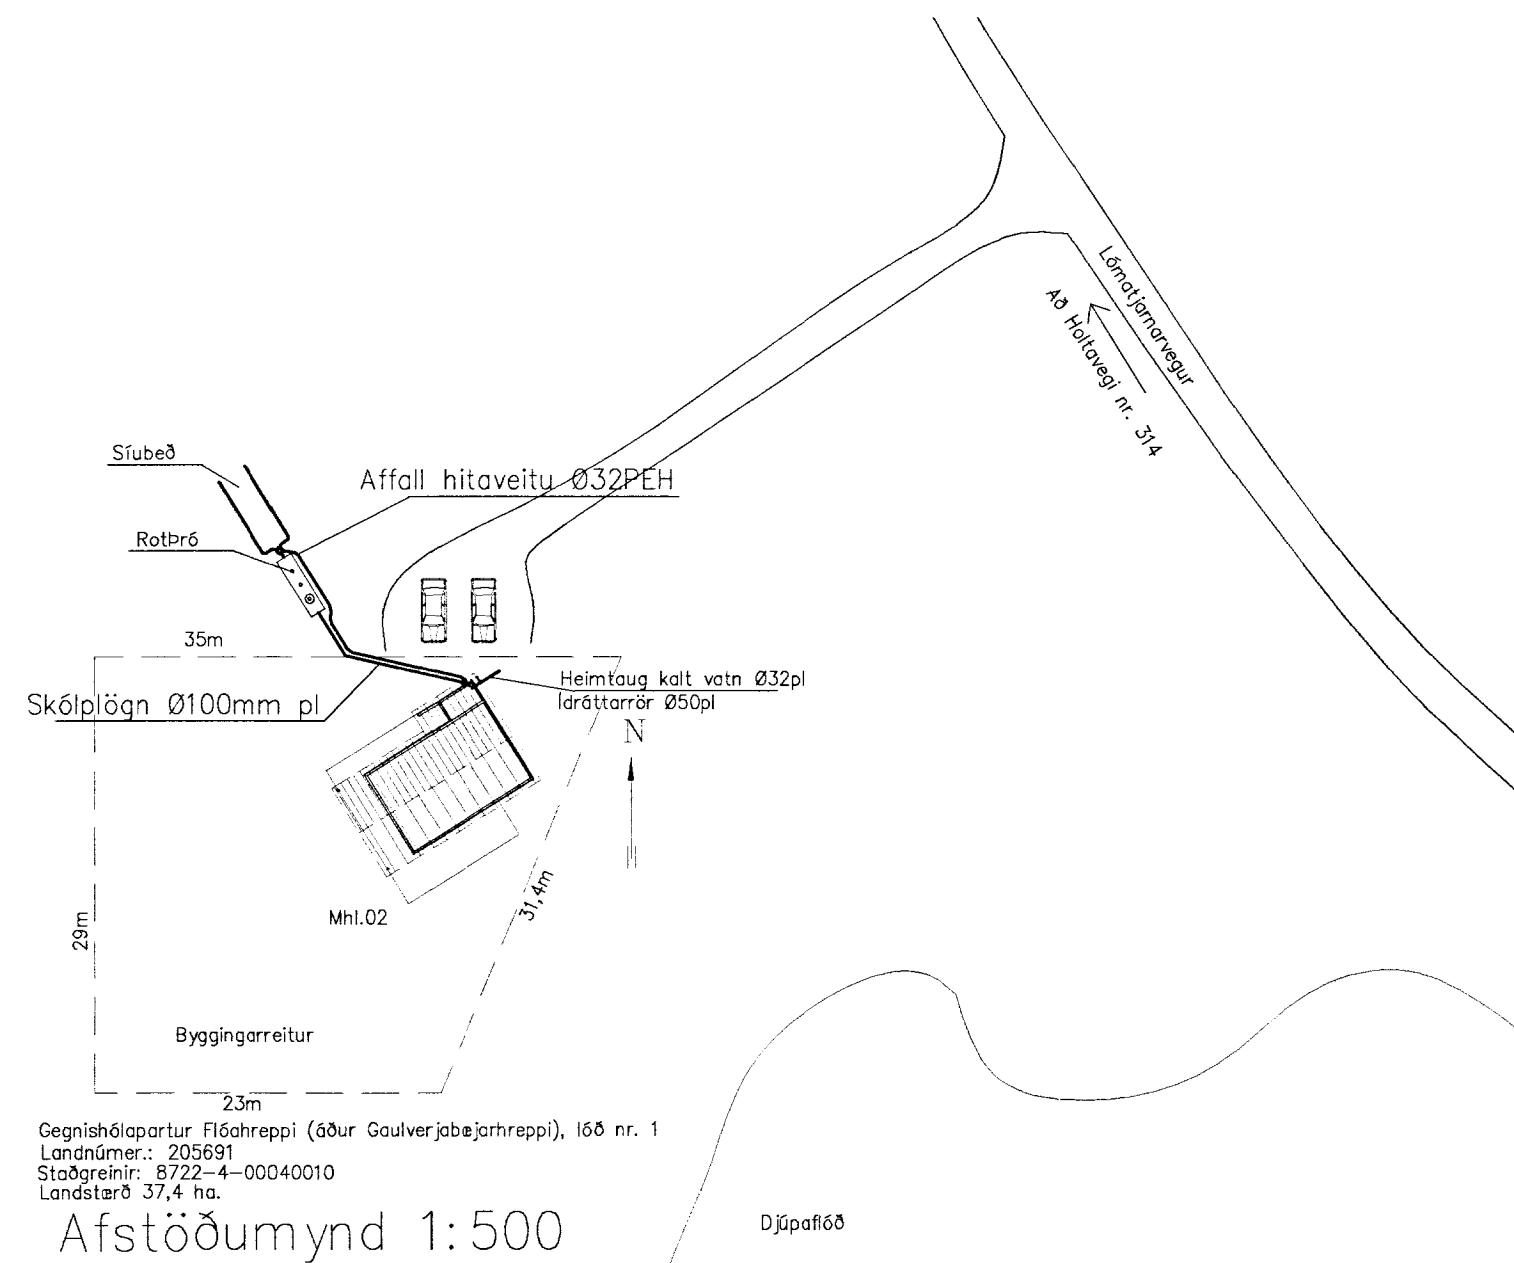 Lómatjarnarvegur
Að Holtavegi nr. 314
Síubeð
Affall hitaveitu Ø32PEH
Rotþró
35m
Heimtaug kalt vatn Ø32pl
Ídráttarrör Ø50pl
Skólplögn Ø100mm pl
N
31,4m
29m
Mhl.02
Byggingarreitur
23m
Gegnishólapartur Flóahreppi (áður Gaulverjabæjarhreppi), lóð nr. 1
Landnúmer.: 205691
Staðgreinir: 8722-4-00040010
Landstærð 37,4 ha.
Afstöðumynd 1:500
Djúpaflóð